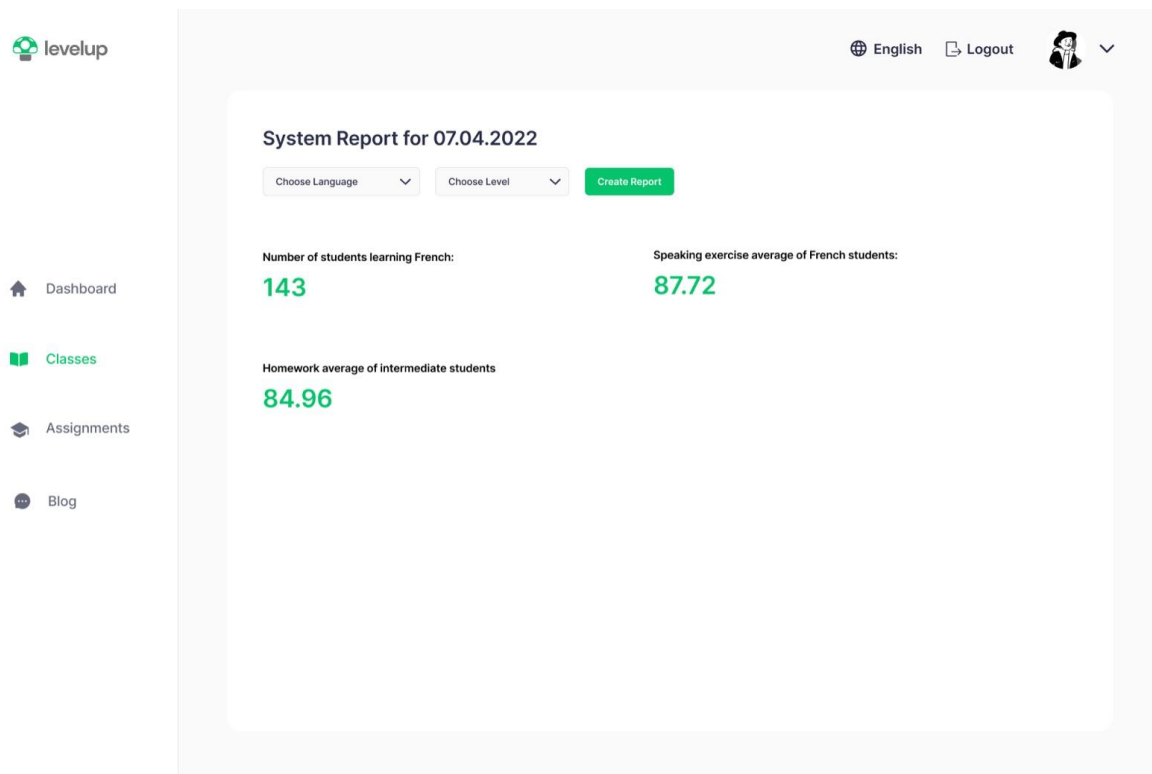 levelup
English
Logout
System Report for 07.04.2022
Choose Language
Choose Level
Create Report
Number of students learning French:
143
Speaking exercise average of French students:
87.72
Homework average of intermediate students
84.96
Dashboard
Classes
Assignments
Blog